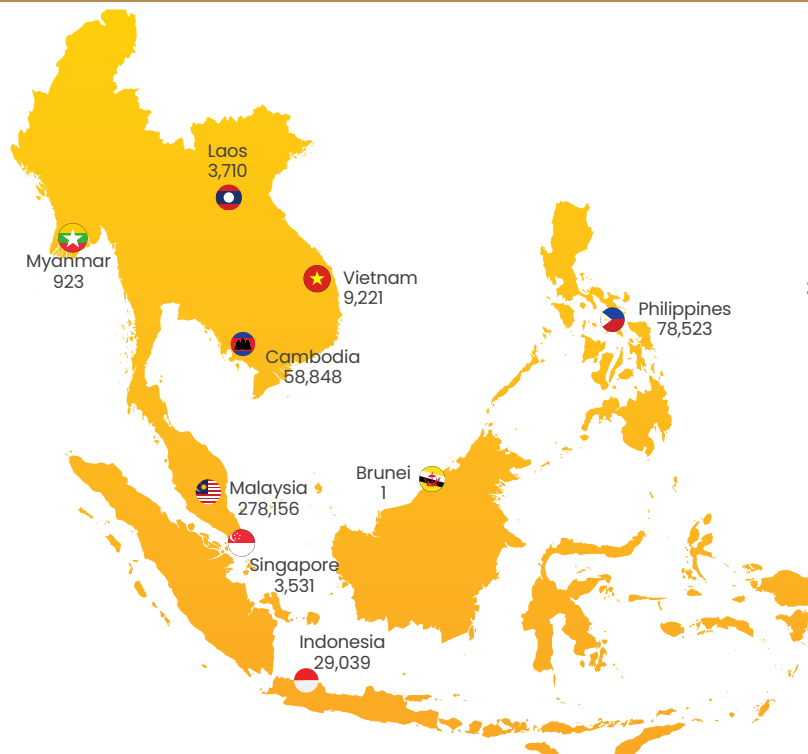 Laos
3,710
Myanmar
923
Vietnam
9,221
Philippines
78,523
Cambodia
58,848
Brunei
1
Malaysia
278,156
Singapore
3,531
Indonesia
29,039